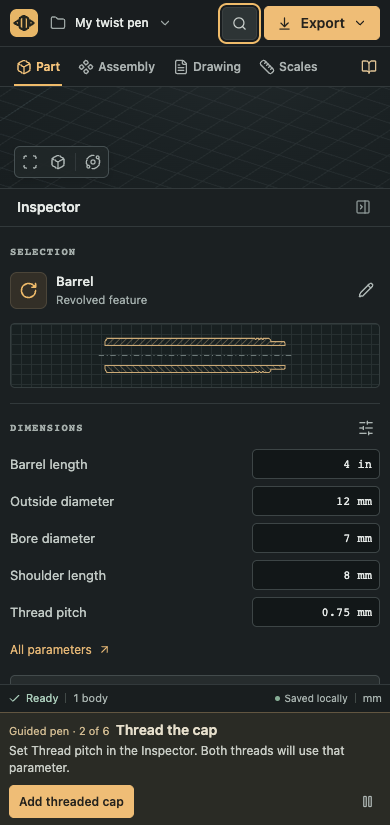 My twist pen
Export
Part
Assembly
Drawing
Scales
Inspector
SELECTION
Barrel
Revolved feature
DIMENSIONS
Barrel length
4 in
Outside diameter
12 mm
Bore diameter
7 mm
Shoulder length
8 mm
Thread pitch
0.75 mm
All parameters
Ready
1 body
Saved locally
mm
Guided pen · 2 of 6 Thread the cap
Set Thread pitch in the Inspector. Both threads will use that
parameter.
Add threaded cap